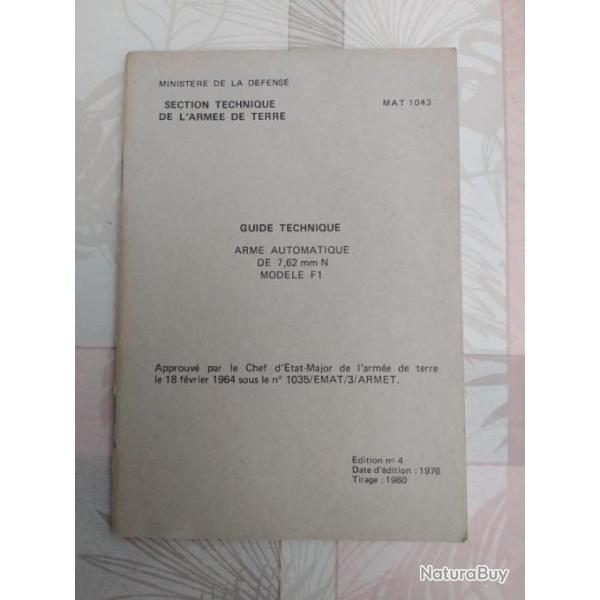 MINISTERE DE LA DEFENSE
SECTION TECHNIQUE
DE L'ARMEE DE TERRE
MAT 1043
GUIDE TECHNIQUE
ARME AUTOMATIQUE
DE 7,62 mm N
MODELE F1
Approuvé par le Chef d'Etat-Major de l'armée de terre
le 18 février 1964 sous le n° 1035/EMAT/3/ARMET.
Edition n° 4
Date d'édition : 1976
Tirage : 1980
NaturaBuy